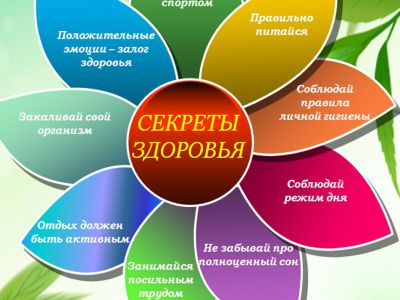 спортом
Правильно
питайся
Соблюдай
правила
личной гигиены
Соблюдай
режим дня
Не забывай про
полноценный сон
Занимайся
посильным
трудом
Отдых должен
быть активным
Закаливай свой
организм
Положительные
эмоции – залог
здоровья
СЕКРЕТЫ
ЗДОРОВЬЯ